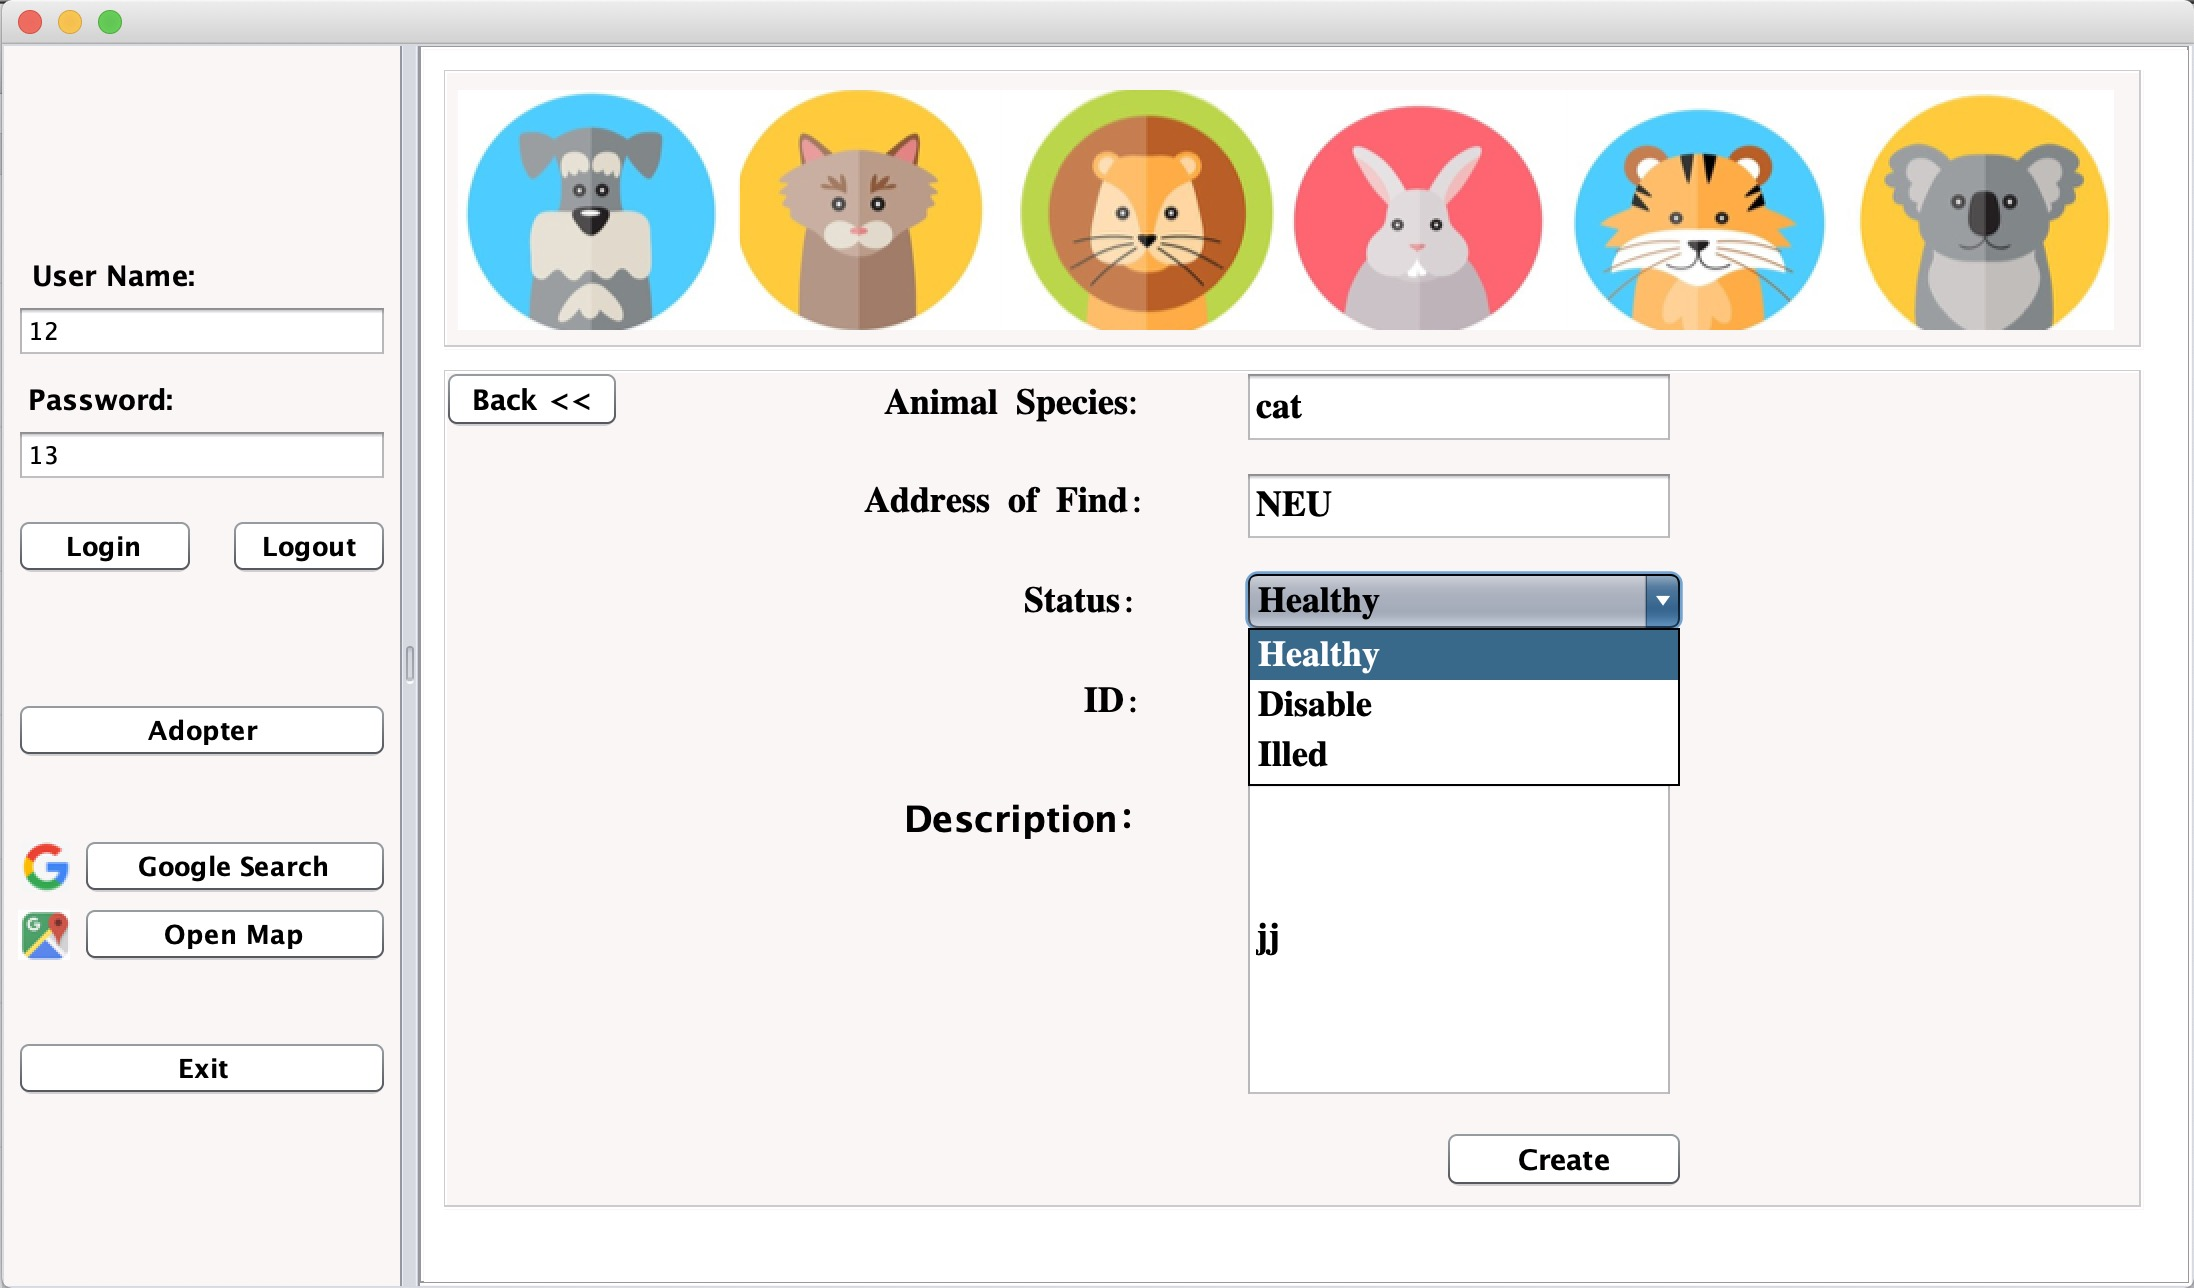 User Name:
12
Password:
13
Login
Logout
Adopter
Google Search
G
Open Map
Exit
Back <<
Animal Species:
cat
Address of Find:
NEU
Status:
Healthy
Healthy
Disable
Illed
ID:
Description:
jj
Create